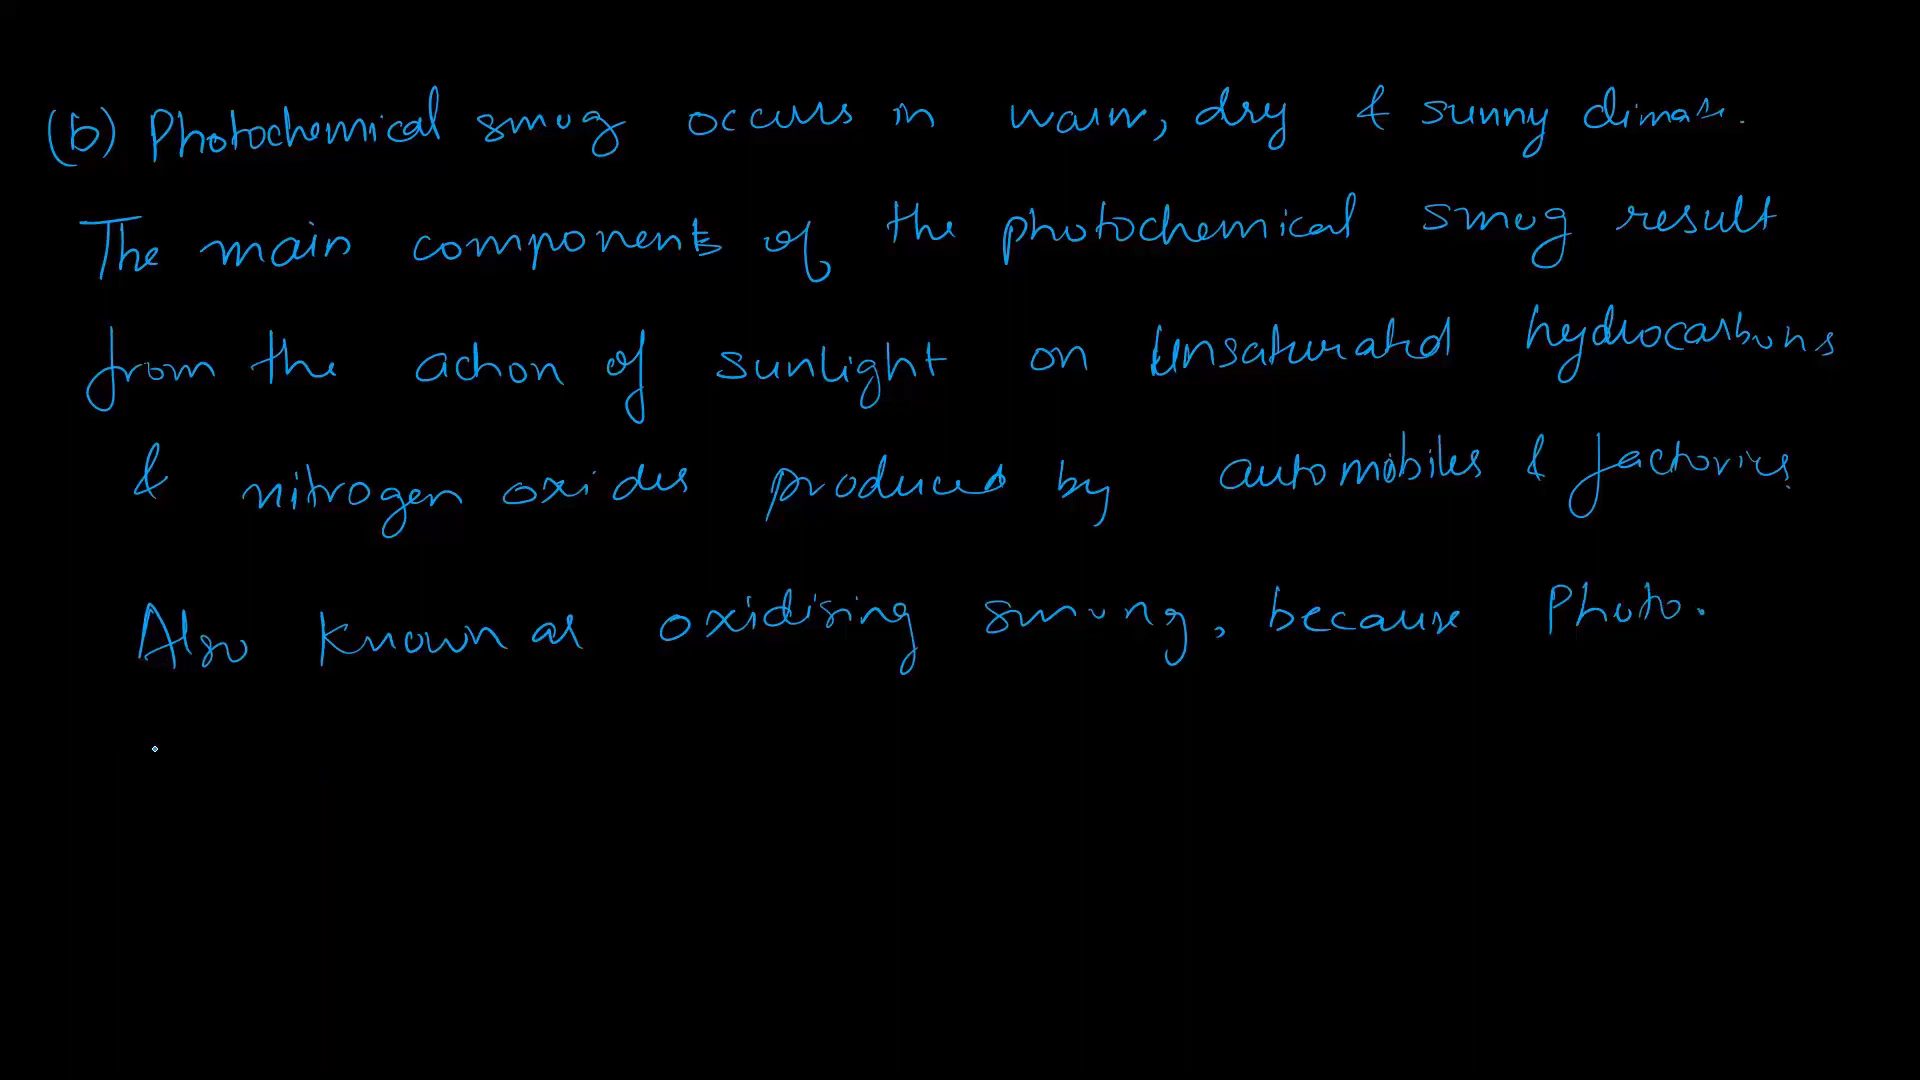 (b) Photochemical smog occurs in warm, dry & sunny climate.
The main components of the photochemical smog result
from the action of sunlight on Unsaturated hydrocarbons
& nitrogen oxides produced by automobiles & factories.
Also known as oxidising smong, because Photo.